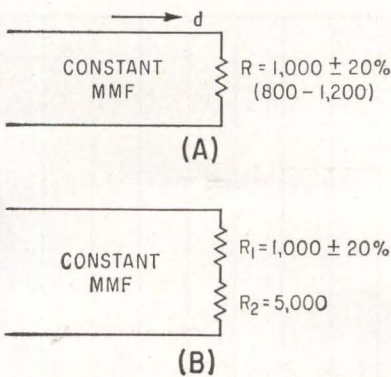 d
CONSTANT
MMF
R = 1,000 ± 20%
(800 – 1,200)
(A)
CONSTANT
MMF
R₁ = 1,000 ± 20%
R₂ = 5,000
(B)